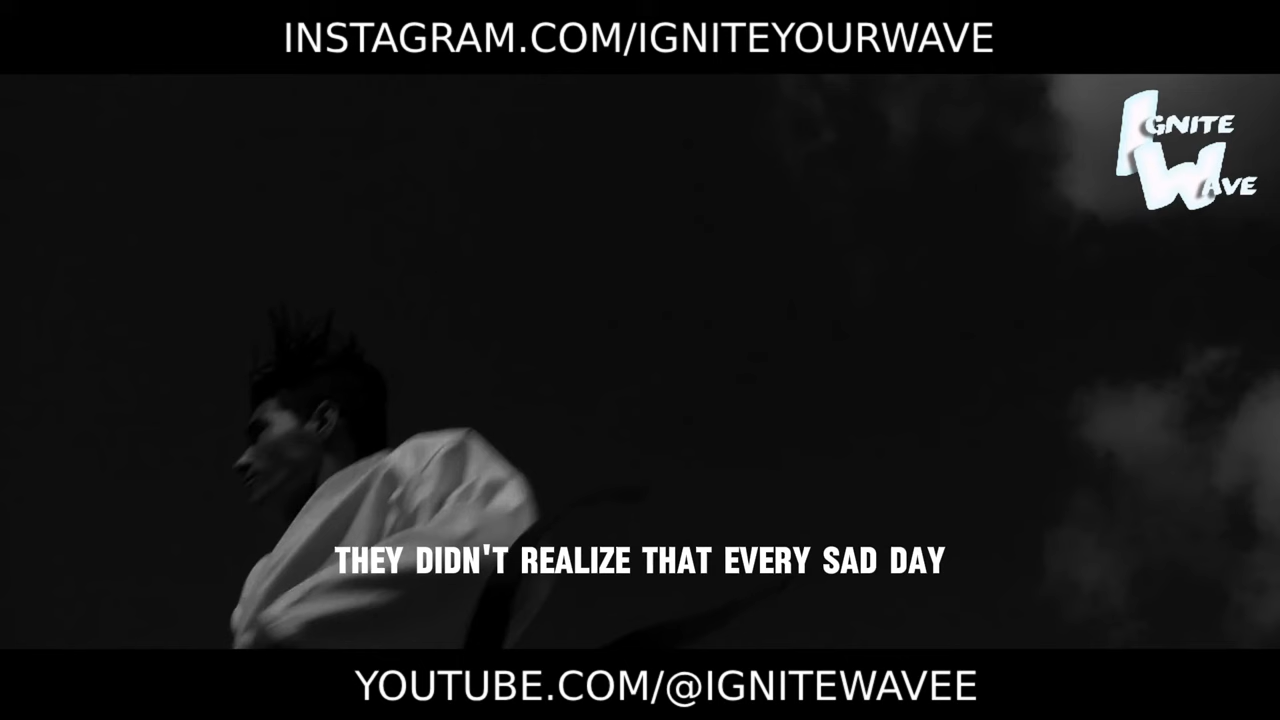 INSTAGRAM.COM/IGNITEYOURWAVE
IGNITE
WAVE
THEY DIDN'T REALIZE THAT EVERY SAD DAY
YOUTUBE.COM/@IGNITEWAVEE